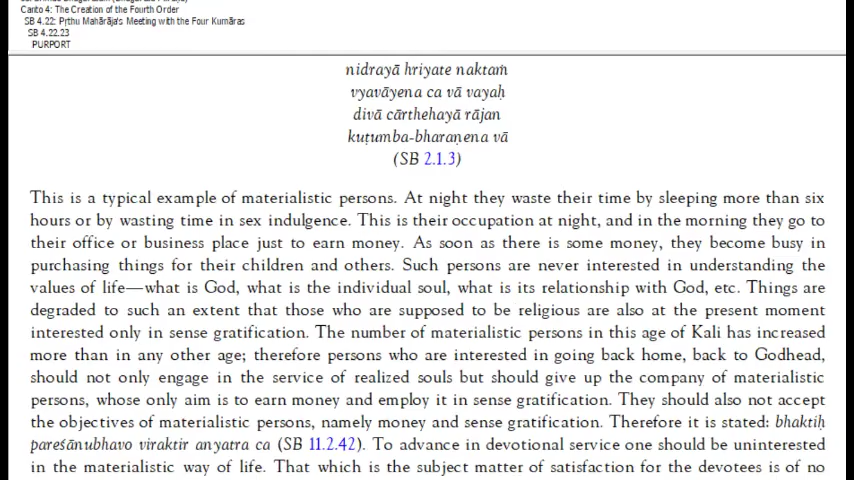 Canto 4: The Creation of the Fourth Order
SB 4.22: Pṛthu Mahārāja's Meeting with the Four Kumāras
SB 4.22.23
PURPORT
nidrayā hriyate naktaṁ
vyavāyena ca vā vayaḥ
divā cārthehayā rājan
kuṭumba-bharaṇena vā
(SB 2.1.3)
This is a typical example of materialistic persons. At night they waste their time by sleeping more than six
hours or by wasting time in sex indulgence. This is their occupation at night, and in the morning they go to
their office or business place just to earn money. As soon as there is some money, they become busy in
purchasing things for their children and others. Such persons are never interested in understanding the
values of life—what is God, what is the individual soul, what is its relationship with God, etc. Things are
degraded to such an extent that those who are supposed to be religious are also at the present moment
interested only in sense gratification. The number of materialistic persons in this age of Kali has increased
more than in any other age; therefore persons who are interested in going back home, back to Godhead,
should not only engage in the service of realized souls but should give up the company of materialistic
persons, whose only aim is to earn money and employ it in sense gratification. They should also not accept
the objectives of materialistic persons, namely money and sense gratification. Therefore it is stated: bhaktiḥ
pareśānubhavo viraktir anyatra ca (SB 11.2.42). To advance in devotional service one should be uninterested
in the materialistic way of life. That which is the subject matter of satisfaction for the devotees is of no